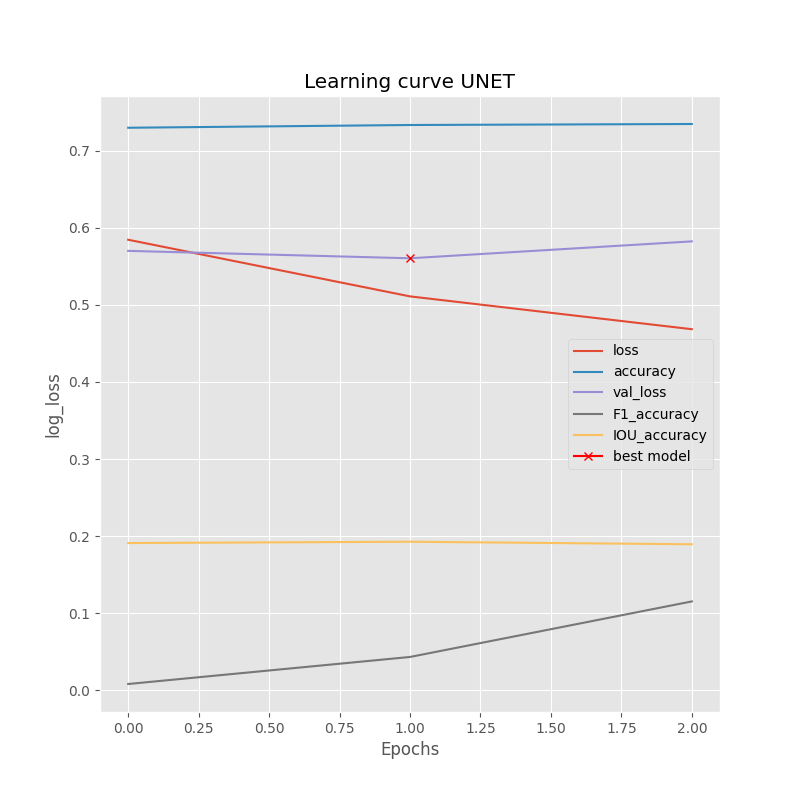 Learning curve UNET
log_loss
0.7
0.6
0.5
0.4
0.3
0.2
0.1
0.0
loss
accuracy
val_loss
F1_accuracy
IOU_accuracy
best model
0.00 0.25 0.50 0.75 1.00 1.25 1.50 1.75 2.00
Epochs